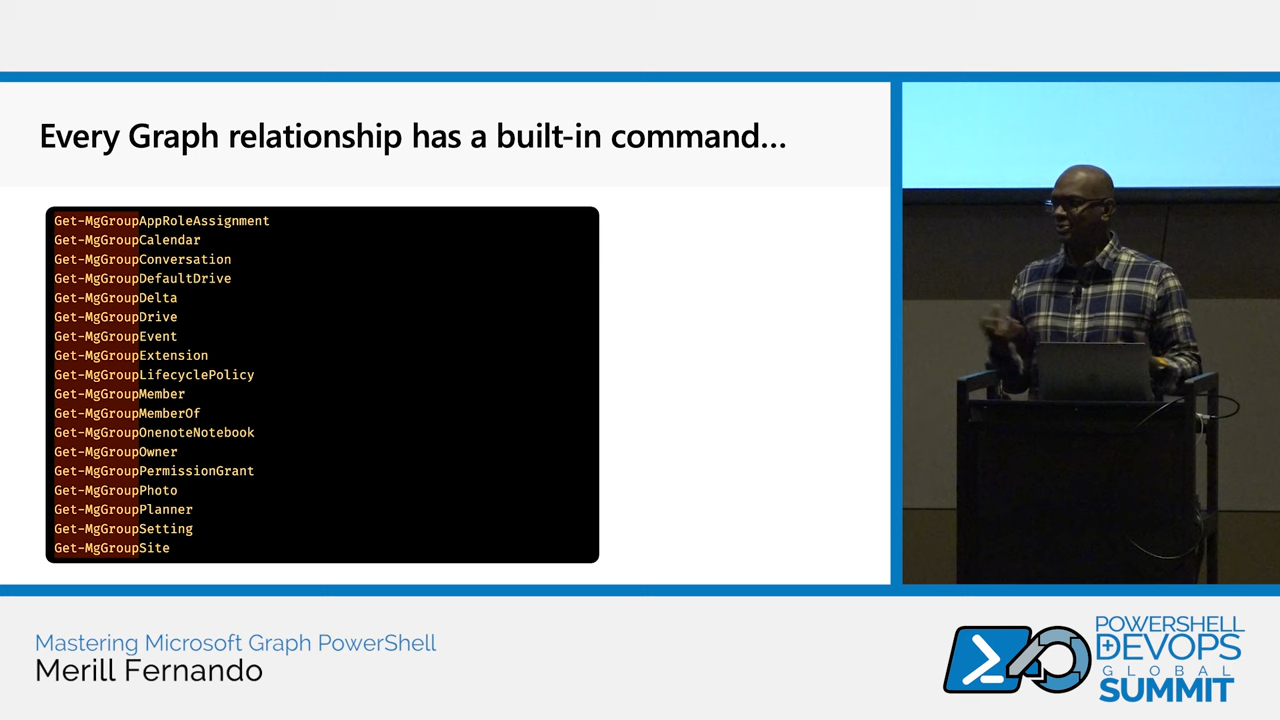 Every Graph relationship has a built-in command...
Get-MgGroupAppRoleAssignment
Get-MgGroupCalendar
Get-MgGroupConversation
Get-MgGroupDefaultDrive
Get-MgGroupDelta
Get-MgGroupDrive
Get-MgGroupEvent
Get-MgGroupExtension
Get-MgGroupLifecyclePolicy
Get-MgGroupMember
Get-MgGroupMemberOf
Get-MgGroupOnenoteNotebook
Get-MgGroupOwner
Get-MgGroupPermissionGrant
Get-MgGroupPhoto
Get-MgGroupPlanner
Get-MgGroupSetting
Get-MgGroupSite
Mastering Microsoft Graph PowerShell
Merill Fernando
POWERSHELL
+DEVOPS
GLOBAL
SUMMIT